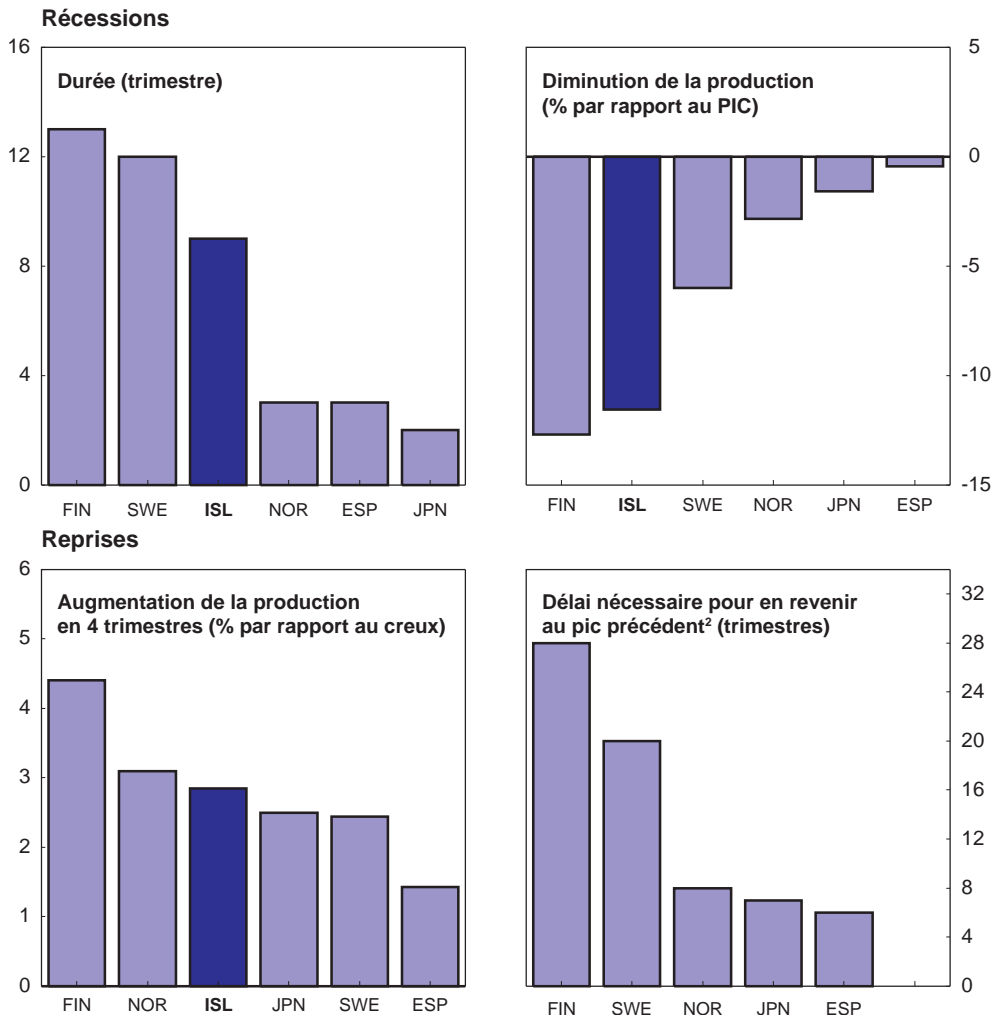 Récessions
Durée (trimestre)
16
12
8
4
0
FIN SWE ISL NOR ESP JPN
Diminution de la production
(% par rapport au PIC)
5
0
-5
-10
-15
FIN ISL SWE NOR JPN ESP
Reprises
Augmentation de la production
en 4 trimestres (% par rapport au creux)
6
5
4
3
2
1
0
FIN NOR ISL JPN SWE ESP
Délai nécessaire pour en revenir
au pic précédent² (trimestres)
32
28
24
20
16
12
8
4
0
FIN SWE NOR JPN ESP